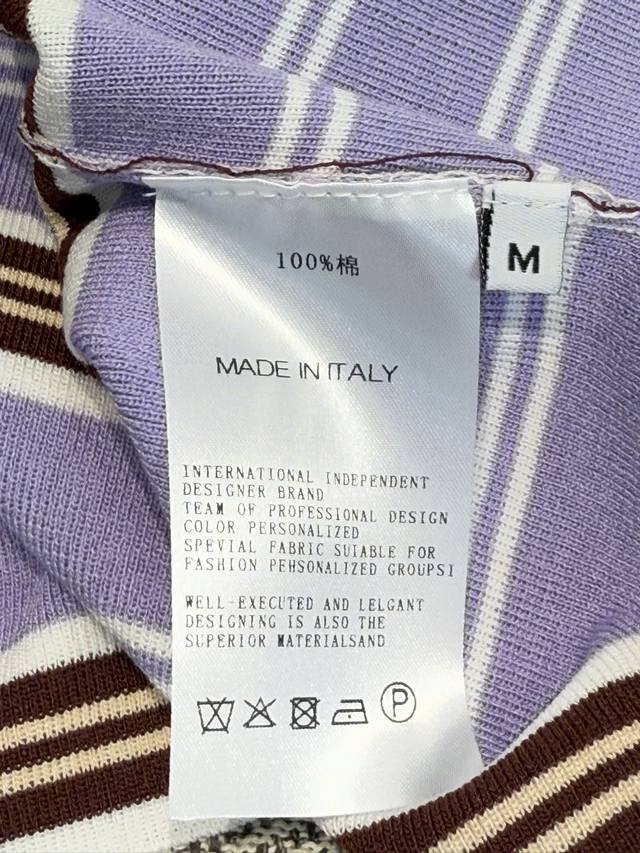 100%棉
M
MADE IN ITALY
INTERNATIONAL INDEPENDENT
DESIGNER BRAND
TEAM OF PROFESSIONAL DESIGN
COLOR PERSONALIZED
SPEVIAL FABRIC SUIABLE FOR
FASHION PEHSONALIZED GROUPSI
WELL-EXECUTED AND LELGANT
DESIGNING IS ALSO THE
SUPERIOR MATERIALSAND
P